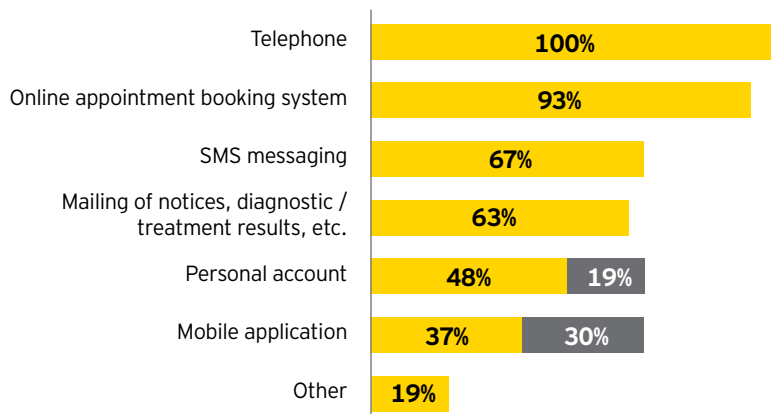 Telephone
100%
Online appointment booking system
93%
SMS messaging
67%
Mailing of notices, diagnostic /
treatment results, etc.
63%
Personal account
48%
19%
Mobile application
37%
30%
Other
19%